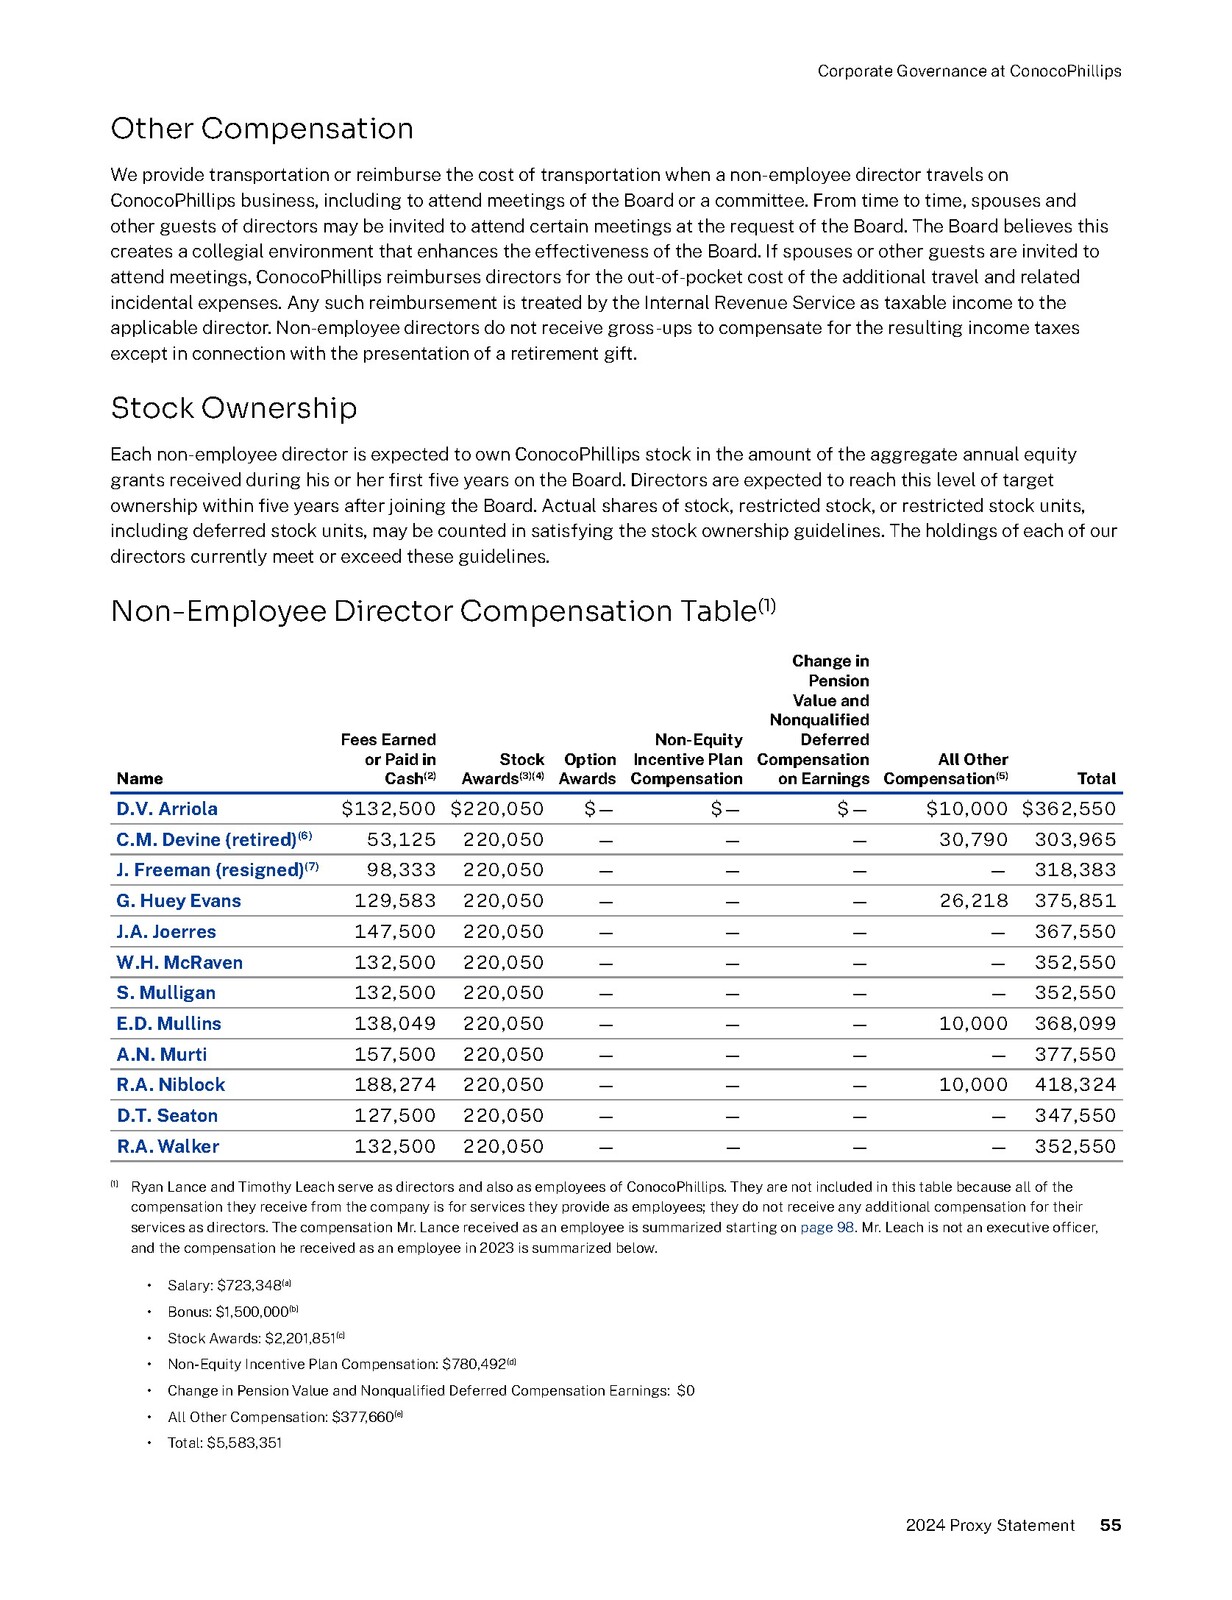 Corporate Governance at ConocoPhillips
Other Compensation
We provide transportation or reimburse the cost of transportation when a non-employee director travels on
ConocoPhillips business, including to attend meetings of the Board or a committee. From time to time, spouses and
other guests of directors may be invited to attend certain meetings at the request of the Board. The Board believes this
creates a collegial environment that enhances the effectiveness of the Board. If spouses or other guests are invited to
attend meetings, ConocoPhillips reimburses directors for the out-of-pocket cost of the additional travel and related
incidental expenses. Any such reimbursement is treated by the Internal Revenue Service as taxable income to the
applicable director. Non-employee directors do not receive gross-ups to compensate for the resulting income taxes
except in connection with the presentation of a retirement gift.
Stock Ownership
Each non-employee director is expected to own ConocoPhillips stock in the amount of the aggregate annual equity
grants received during his or her first five years on the Board. Directors are expected to reach this level of target
ownership within five years after joining the Board. Actual shares of stock, restricted stock, or restricted stock units,
including deferred stock units, may be counted in satisfying the stock ownership guidelines. The holdings of each of our
directors currently meet or exceed these guidelines.
Non-Employee Director Compensation Table(1)
Change in
Pension
Value and
Nonqualified
Fees Earned Non-Equity Deferred
or Paid in Stock Option Incentive Plan Compensation All Other
Name Cash(2) Awards(3)(4) Awards Compensation on Earnings Compensation(5) Total
D.V. Arriola $132,500 $220,050 $— $— $— $10,000 $362,550
C.M. Devine (retired)(6) 53,125 220,050 — — — 30,790 303,965
J. Freeman (resigned)(7) 98,333 220,050 — — — — 318,383
G. Huey Evans 129,583 220,050 — — — 26,218 375,851
J.A. Joerres 147,500 220,050 — — — — 367,550
W.H. McRaven 132,500 220,050 — — — — 352,550
S. Mulligan 132,500 220,050 — — — — 352,550
E.D. Mullins 138,049 220,050 — — — 10,000 368,099
A.N. Murti 157,500 220,050 — — — — 377,550
R.A. Niblock 188,274 220,050 — — — 10,000 418,324
D.T. Seaton 127,500 220,050 — — — — 347,550
R.A. Walker 132,500 220,050 — — — — 352,550
(1) Ryan Lance and Timothy Leach serve as directors and also as employees of ConocoPhillips. They are not included in this table because all of the
compensation they receive from the company is for services they provide as employees; they do not receive any additional compensation for their
services as directors. The compensation Mr. Lance received as an employee is summarized starting on page 98. Mr. Leach is not an executive officer,
and the compensation he received as an employee in 2023 is summarized below.
• Salary: $723,348(a)
• Bonus: $1,500,000(b)
• Stock Awards: $2,201,851(c)
• Non-Equity Incentive Plan Compensation: $780,492(d)
• Change in Pension Value and Nonqualified Deferred Compensation Earnings: $0
• All Other Compensation: $377,660(e)
• Total: $5,583,351
2024 Proxy Statement 55